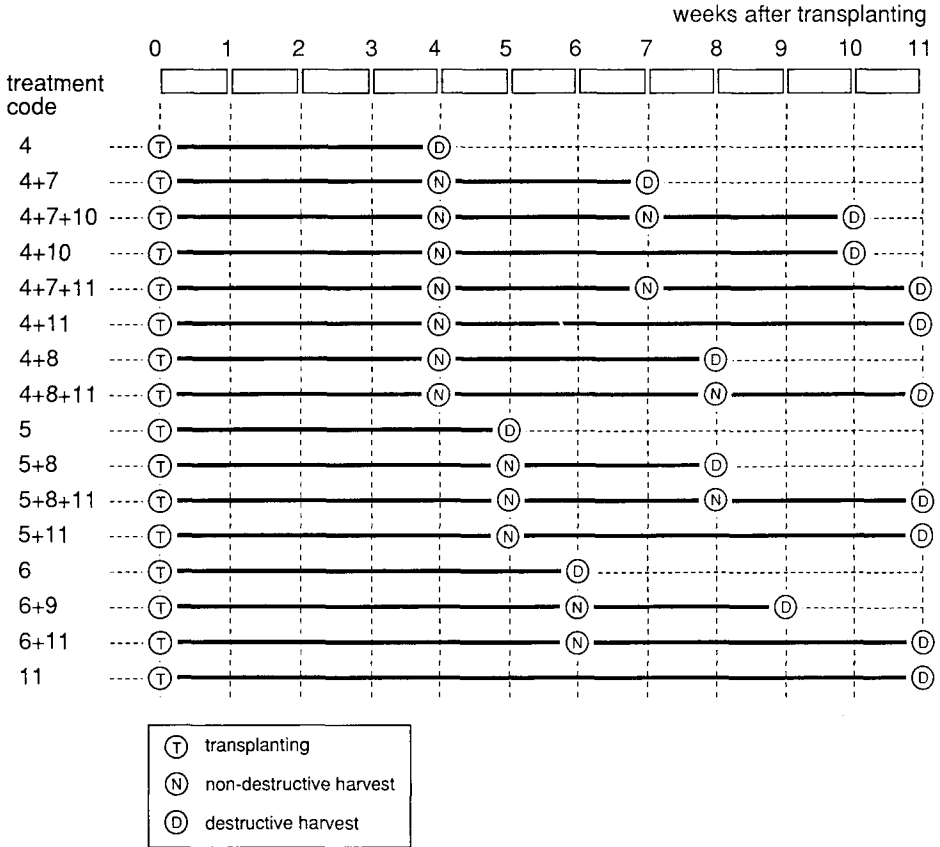 weeks after transplanting
0 1 2 3 4 5 6 7 8 9 10 11
treatment
code
4 T D
4+7 T N D
4+7+10 T N N D
4+10 T N D
4+7+11 T N N D
4+11 T N D
4+8 T N D
4+8+11 T N N D
5 T D
5+8 T N D
5+8+11 T N N D
5+11 T N D
6 T D
6+9 T N D
6+11 T N D
11 T D
T transplanting
N non-destructive harvest
D destructive harvest